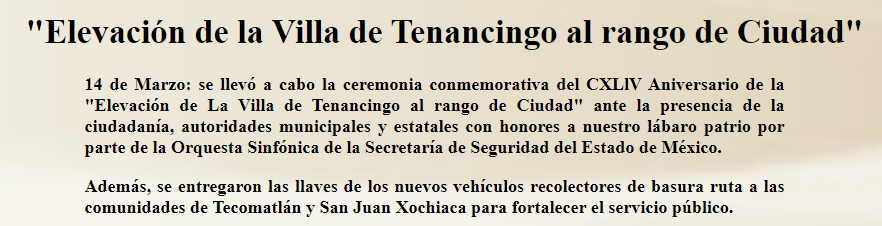 "Elevación de la Villa de Tenancingo al rango de Ciudad"
14 de Marzo: se llevó a cabo la ceremonia conmemorativa del CXLlV Aniversario de la
"Elevación de La Villa de Tenancingo al rango de Ciudad" ante la presencia de la
ciudadanía, autoridades municipales y estatales con honores a nuestro lábaro patrio por
parte de la Orquesta Sinfónica de la Secretaría de Seguridad del Estado de México.
Además, se entregaron las llaves de los nuevos vehículos recolectores de basura ruta a las
comunidades de Tecomatlán y San Juan Xochiaca para fortalecer el servicio público.